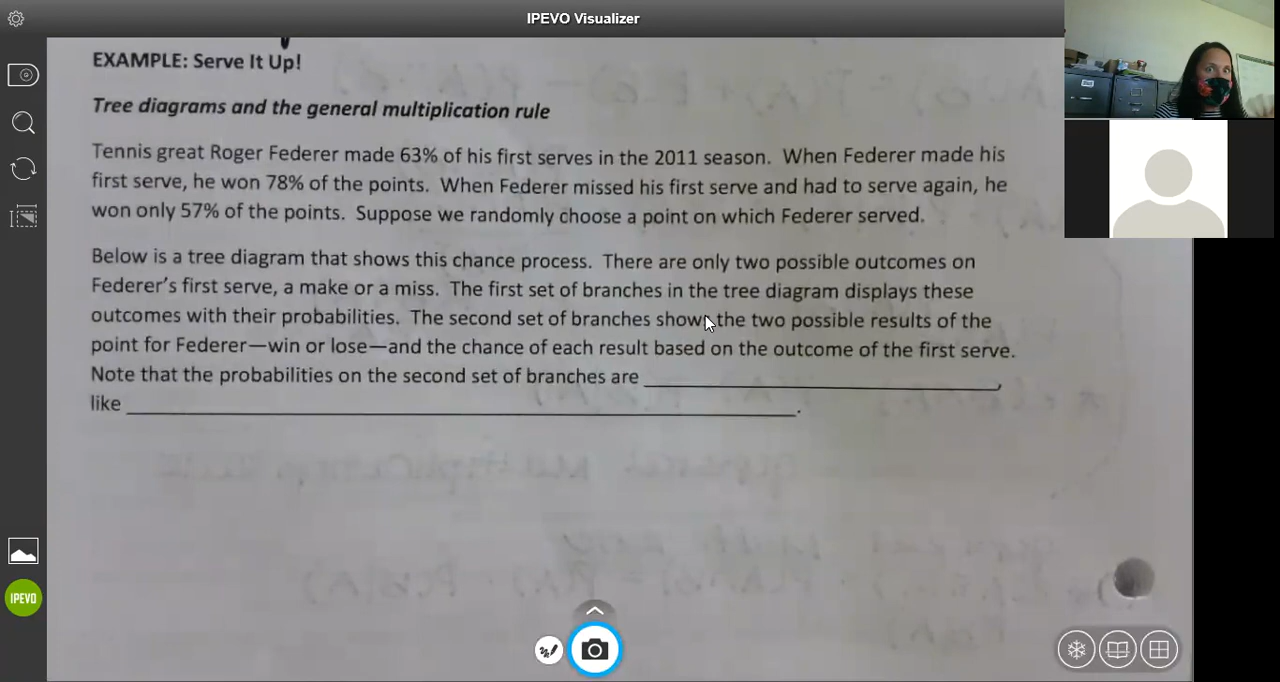 IPEVO Visualizer
EXAMPLE: Serve It Up!
Tree diagrams and the general multiplication rule
Tennis great Roger Federer made 63% of his first serves in the 2011 season. When Federer made his
first serve, he won 78% of the points. When Federer missed his first serve and had to serve again, he
won only 57% of the points. Suppose we randomly choose a point on which Federer served.
Below is a tree diagram that shows this chance process. There are only two possible outcomes on
Federer's first serve, a make or a miss. The first set of branches in the tree diagram displays these
outcomes with their probabilities. The second set of branches shows the two possible results of the
point for Federer—win or lose—and the chance of each result based on the outcome of the first serve.
Note that the probabilities on the second set of branches are ____________________,
like ____________________.
IPEVO